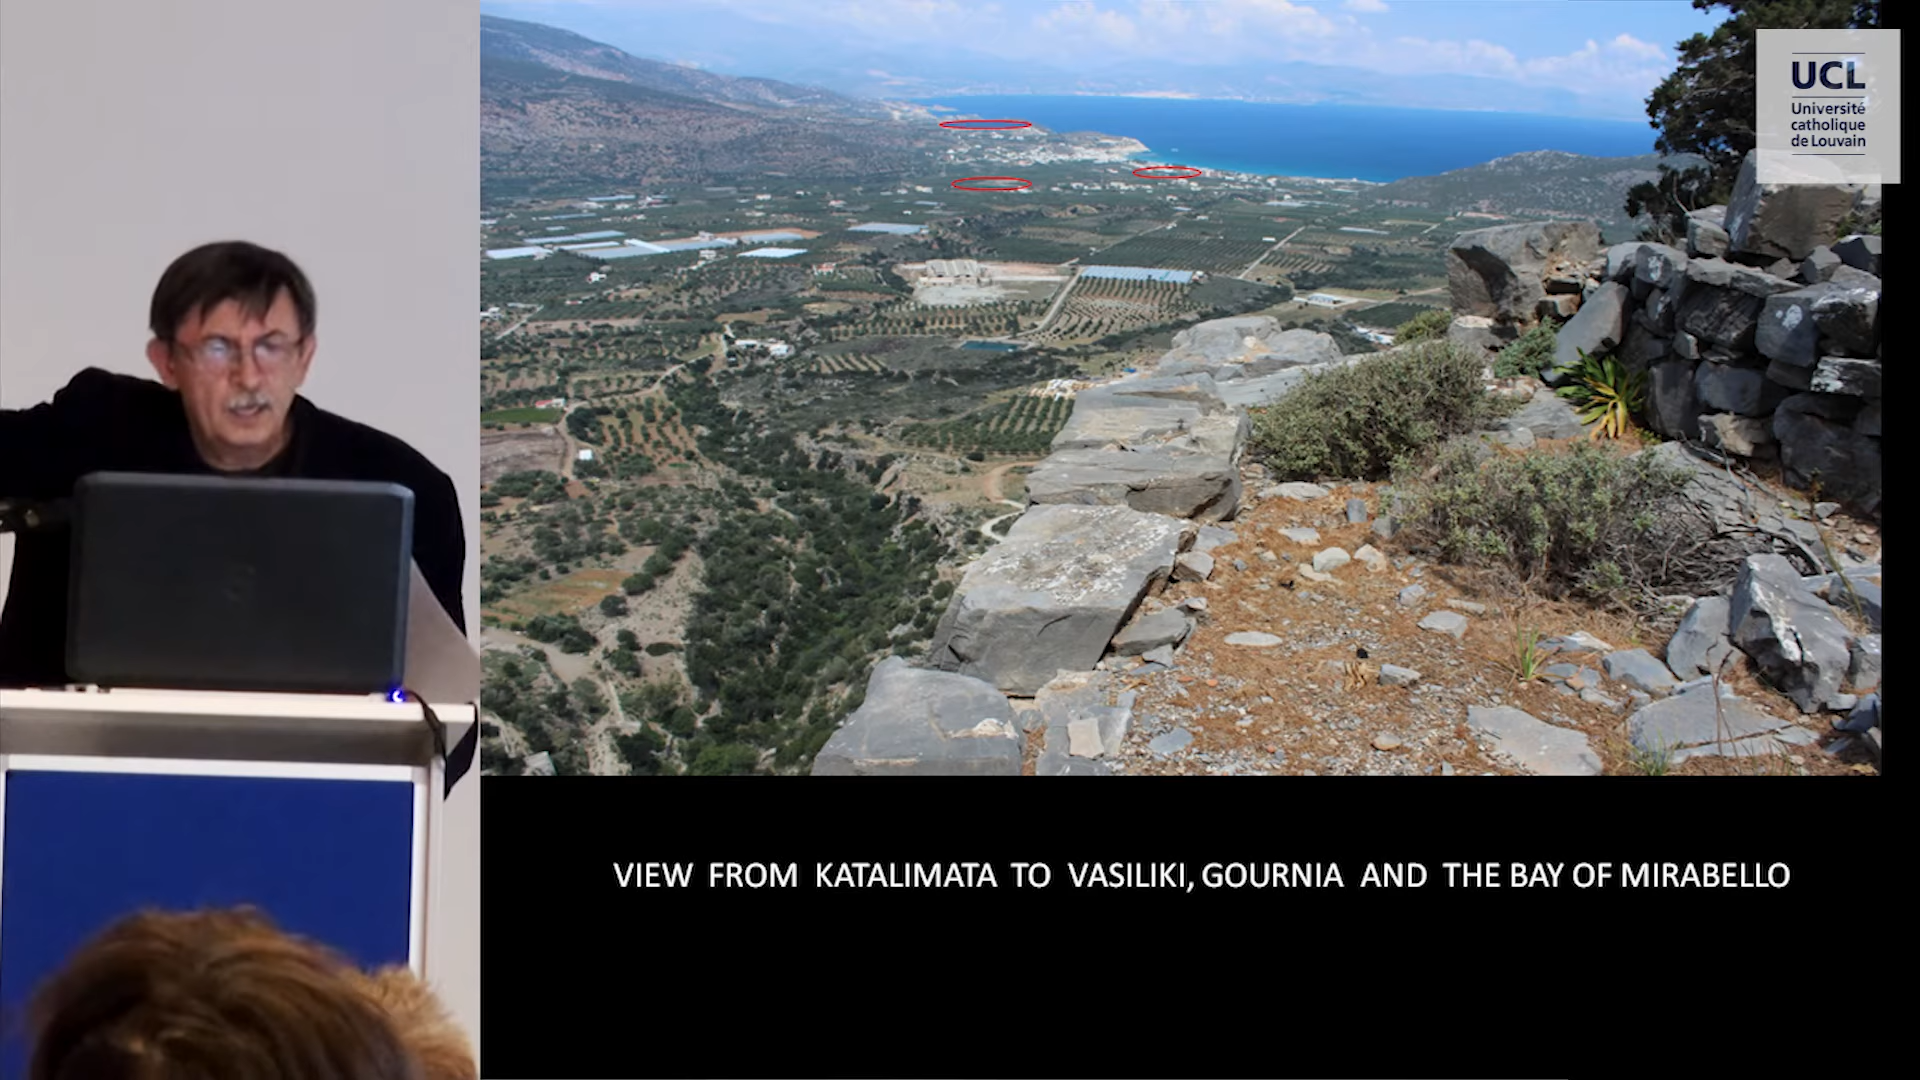 UCL
Université
catholique
de Louvain
VIEW FROM KATALIMATA TO VASILIKI, GOURNIA AND THE BAY OF MIRABELLO